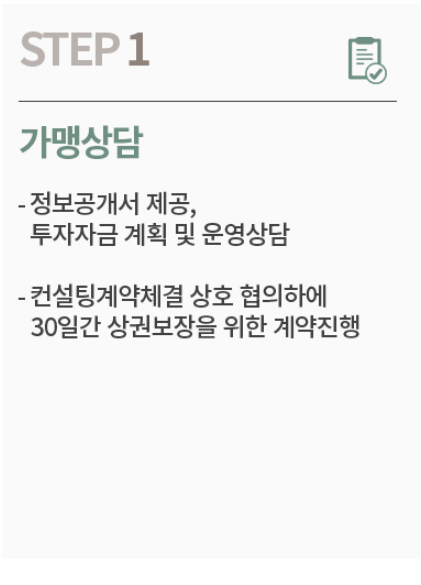 STEP 1
가맹상담
- 정보공개서 제공,
투자자금 계획 및 운영상담
- 컨설팅계약체결 상호 협의하에
30일간 상권보장을 위한 계약진행